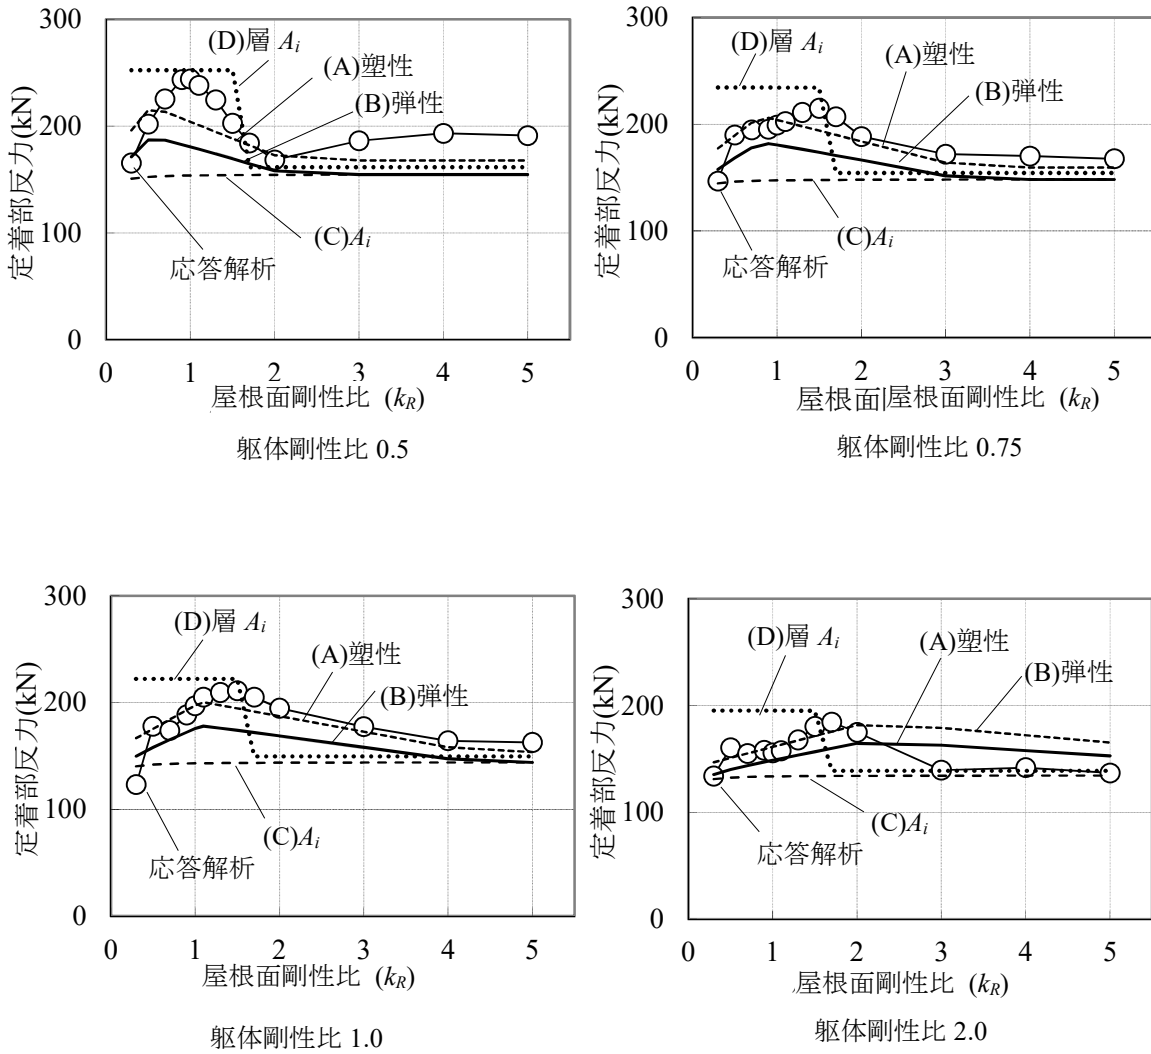 300
200
100
0
定着部反力(kN)
(D)層 Ai
(A)塑性
(B)弾性
(C)Ai
応答解析
0 1 2 3 4 5
屋根面剛性比 (kR)
躯体剛性比 0.5
300
200
100
0
定着部反力(kN)
(D)層 Ai
(A)塑性
(B)弾性
(C)Ai
応答解析
0 1 2 3 4 5
屋根面屋根面剛性比 (kR)
躯体剛性比 0.75
300
200
100
0
定着部反力(kN)
(D)層 Ai
(A)塑性
(B)弾性
(C)Ai
応答解析
0 1 2 3 4 5
屋根面剛性比 (kR)
躯体剛性比 1.0
300
200
100
0
定着部反力(kN)
(D)層 Ai
(A)塑性
(B)弾性
(C)Ai
応答解析
0 1 2 3 4 5
屋根面剛性比 (kR)
躯体剛性比 2.0